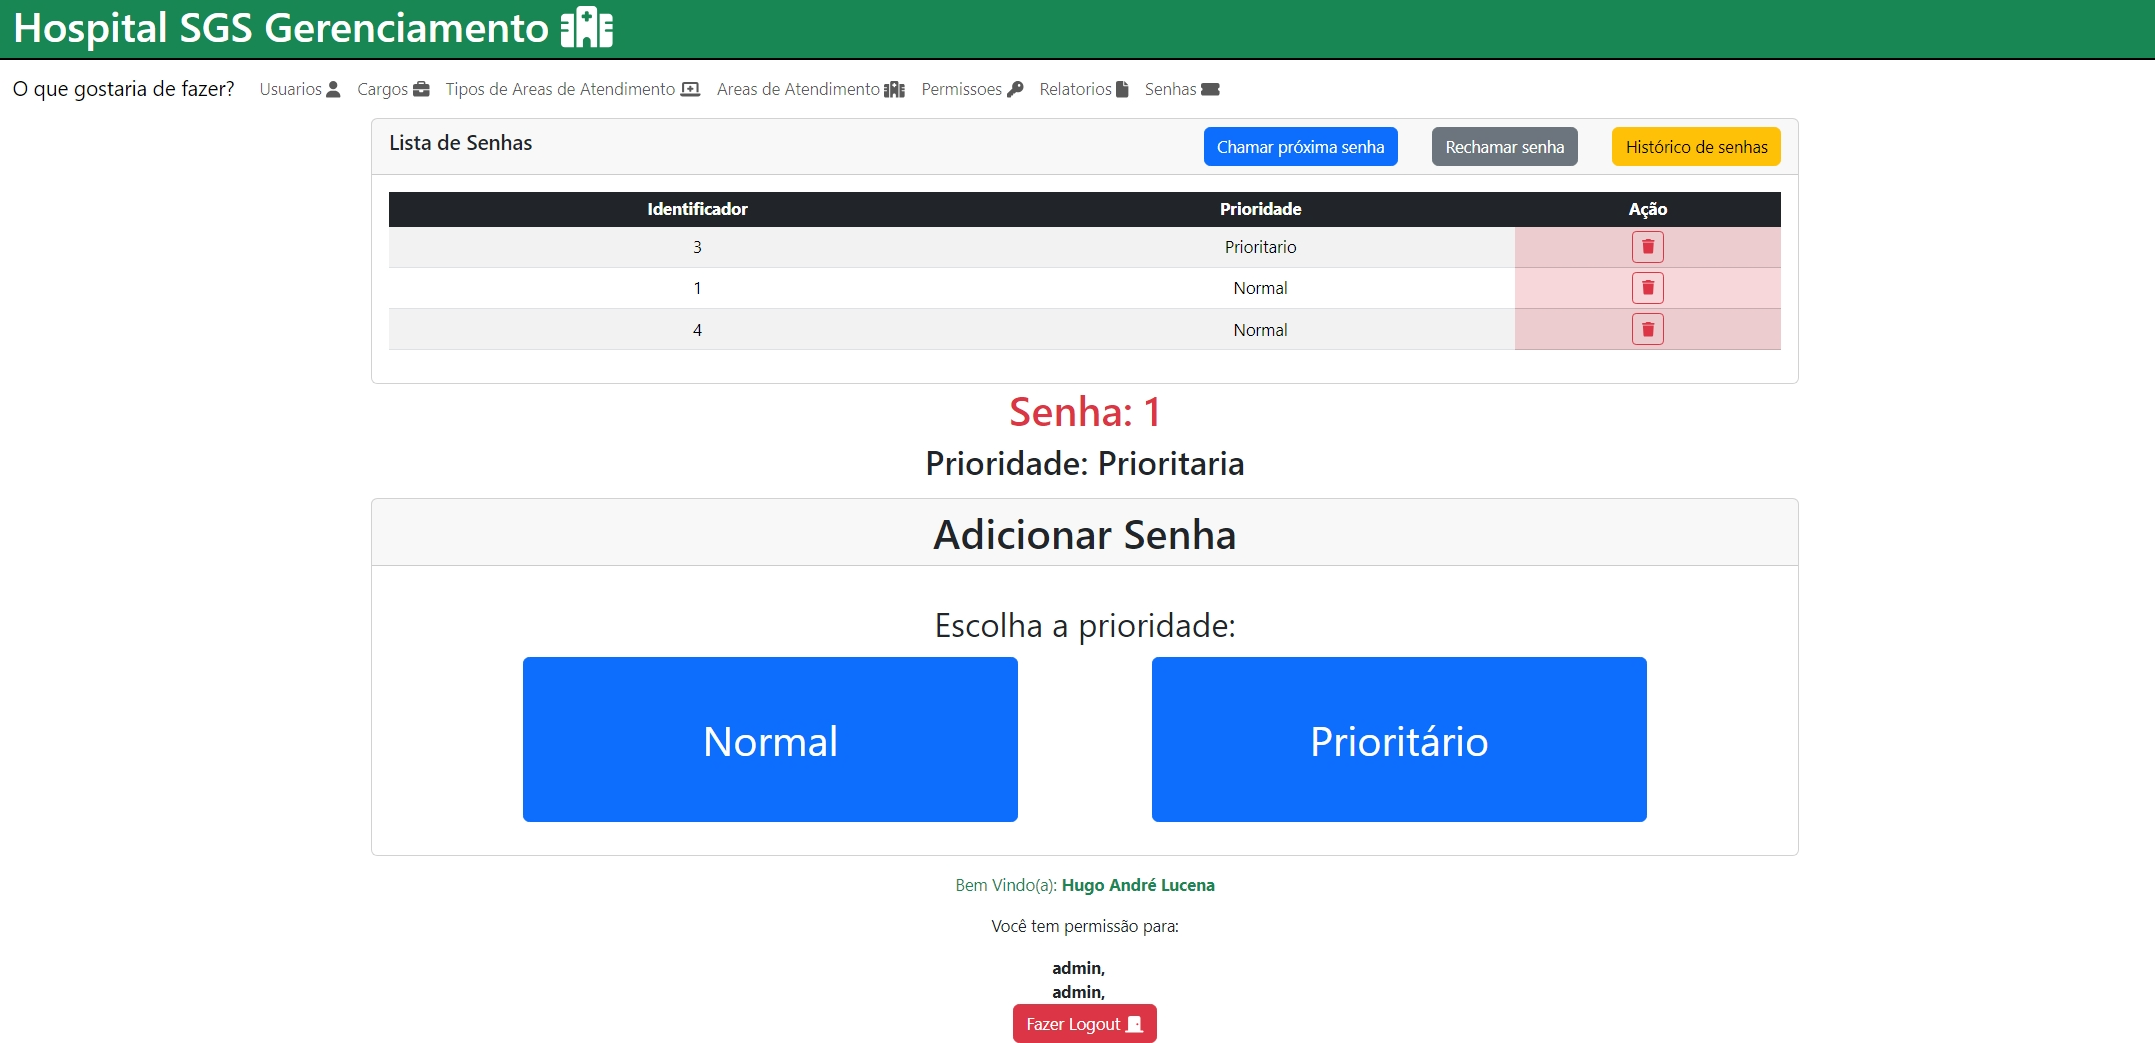 Hospital SGS Gerenciamento
O que gostaria de fazer? Usuarios Cargos Tipos de Areas de Atendimento Areas de Atendimento Permissoes Relatorios Senhas
Lista de Senhas Chamar próxima senha Rechamar senha Histórico de senhas
Identificador Prioridade Ação
3 Prioritario
1 Normal
4 Normal
Senha: 1
Prioridade: Prioritaria
Adicionar Senha
Escolha a prioridade:
Normal Prioritário
Bem Vindo(a): Hugo André Lucena
Você tem permissão para:
admin,
admin,
Fazer Logout